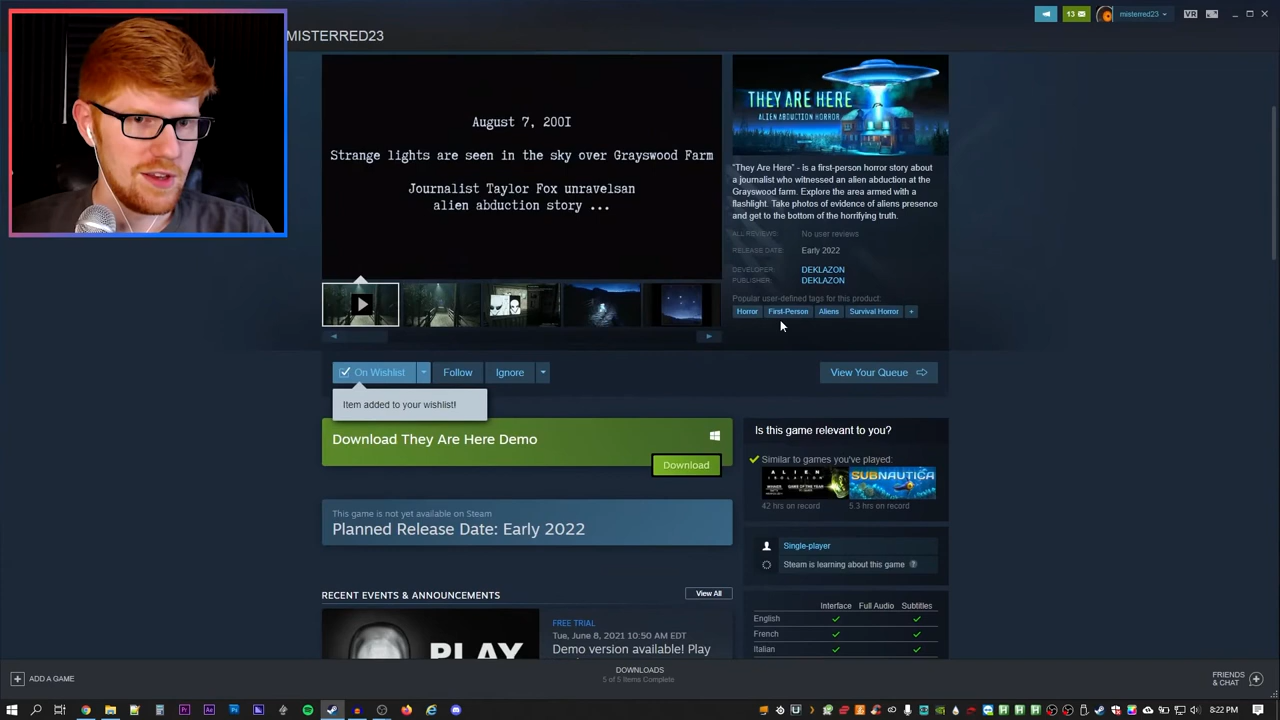 13
misterred23
VR
MISTERRED23
August 7, 2001
Strange lights are seen in the sky over Grayswood Farm
Journalist Taylor Fox unravelsan
alien abduction story ...
THEY ARE HERE
ALIEN ABDUCTION HORROR
"They Are Here" - is a first-person horror story about
a journalist who witnessed an alien abduction at the
Grayswood farm. Explore the area armed with a
flashlight. Take photos of evidence of aliens presence
and get to the bottom of the horrifying truth.
ALL REVIEWS: No user reviews
RELEASE DATE: Early 2022
DEVELOPER: DEKLAZON
PUBLISHER: DEKLAZON
Popular user-defined tags for this product:
Horror First-Person Aliens Survival Horror +
On Wishlist Follow Ignore View Your Queue
Item added to your wishlist!
Download They Are Here Demo
Download
Is this game relevant to you?
Similar to games you've played:
ALIEN
ISOLATION
SUBNAUTICA
42 hrs on record 5.3 hrs on record
This game is not yet available on Steam
Planned Release Date: Early 2022
Single-player
Steam is learning about this game ?
RECENT EVENTS & ANNOUNCEMENTS View All
Interface Full Audio Subtitles
English
French
Italian
FREE TRIAL
Tue, June 8, 2021 10:50 AM EDT
Demo version available! Play
PLAY
ADD A GAME
DOWNLOADS
5 of 5 Items Complete
FRIENDS
& CHAT
8:22 PM